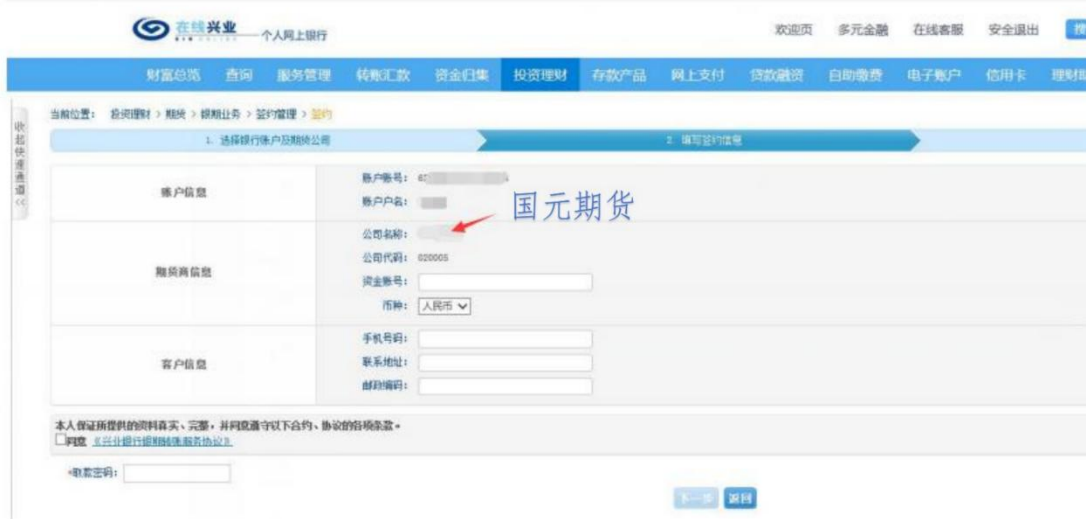 在线兴业 个人网上银行
欢迎页 多元金融 在线客服 安全退出
财富总览 查询 服务管理 转账汇款 资金归集 投资理财 存款产品 网上支付 贷款融资 自助缴费 电子账户 信用卡
收起快速通道<<
当前位置: 投资理财 > 期货 > 银期业务 > 签约管理 > 签约
1. 选择银行账户及期货公司 2. 填写签约信息
账户信息
账户账号:
账户户名:
国元期货
期货商信息
公司名称:
公司代码: 020005
资金账号:
币种: 人民币
客户信息
手机号码:
联系地址:
邮政编码:
本人保证所提供的资料真实、完整,并同意遵守以下合约、协议的各项条款。
同意 《兴业银行银期转账服务协议》
*取款密码:
下一步 返回